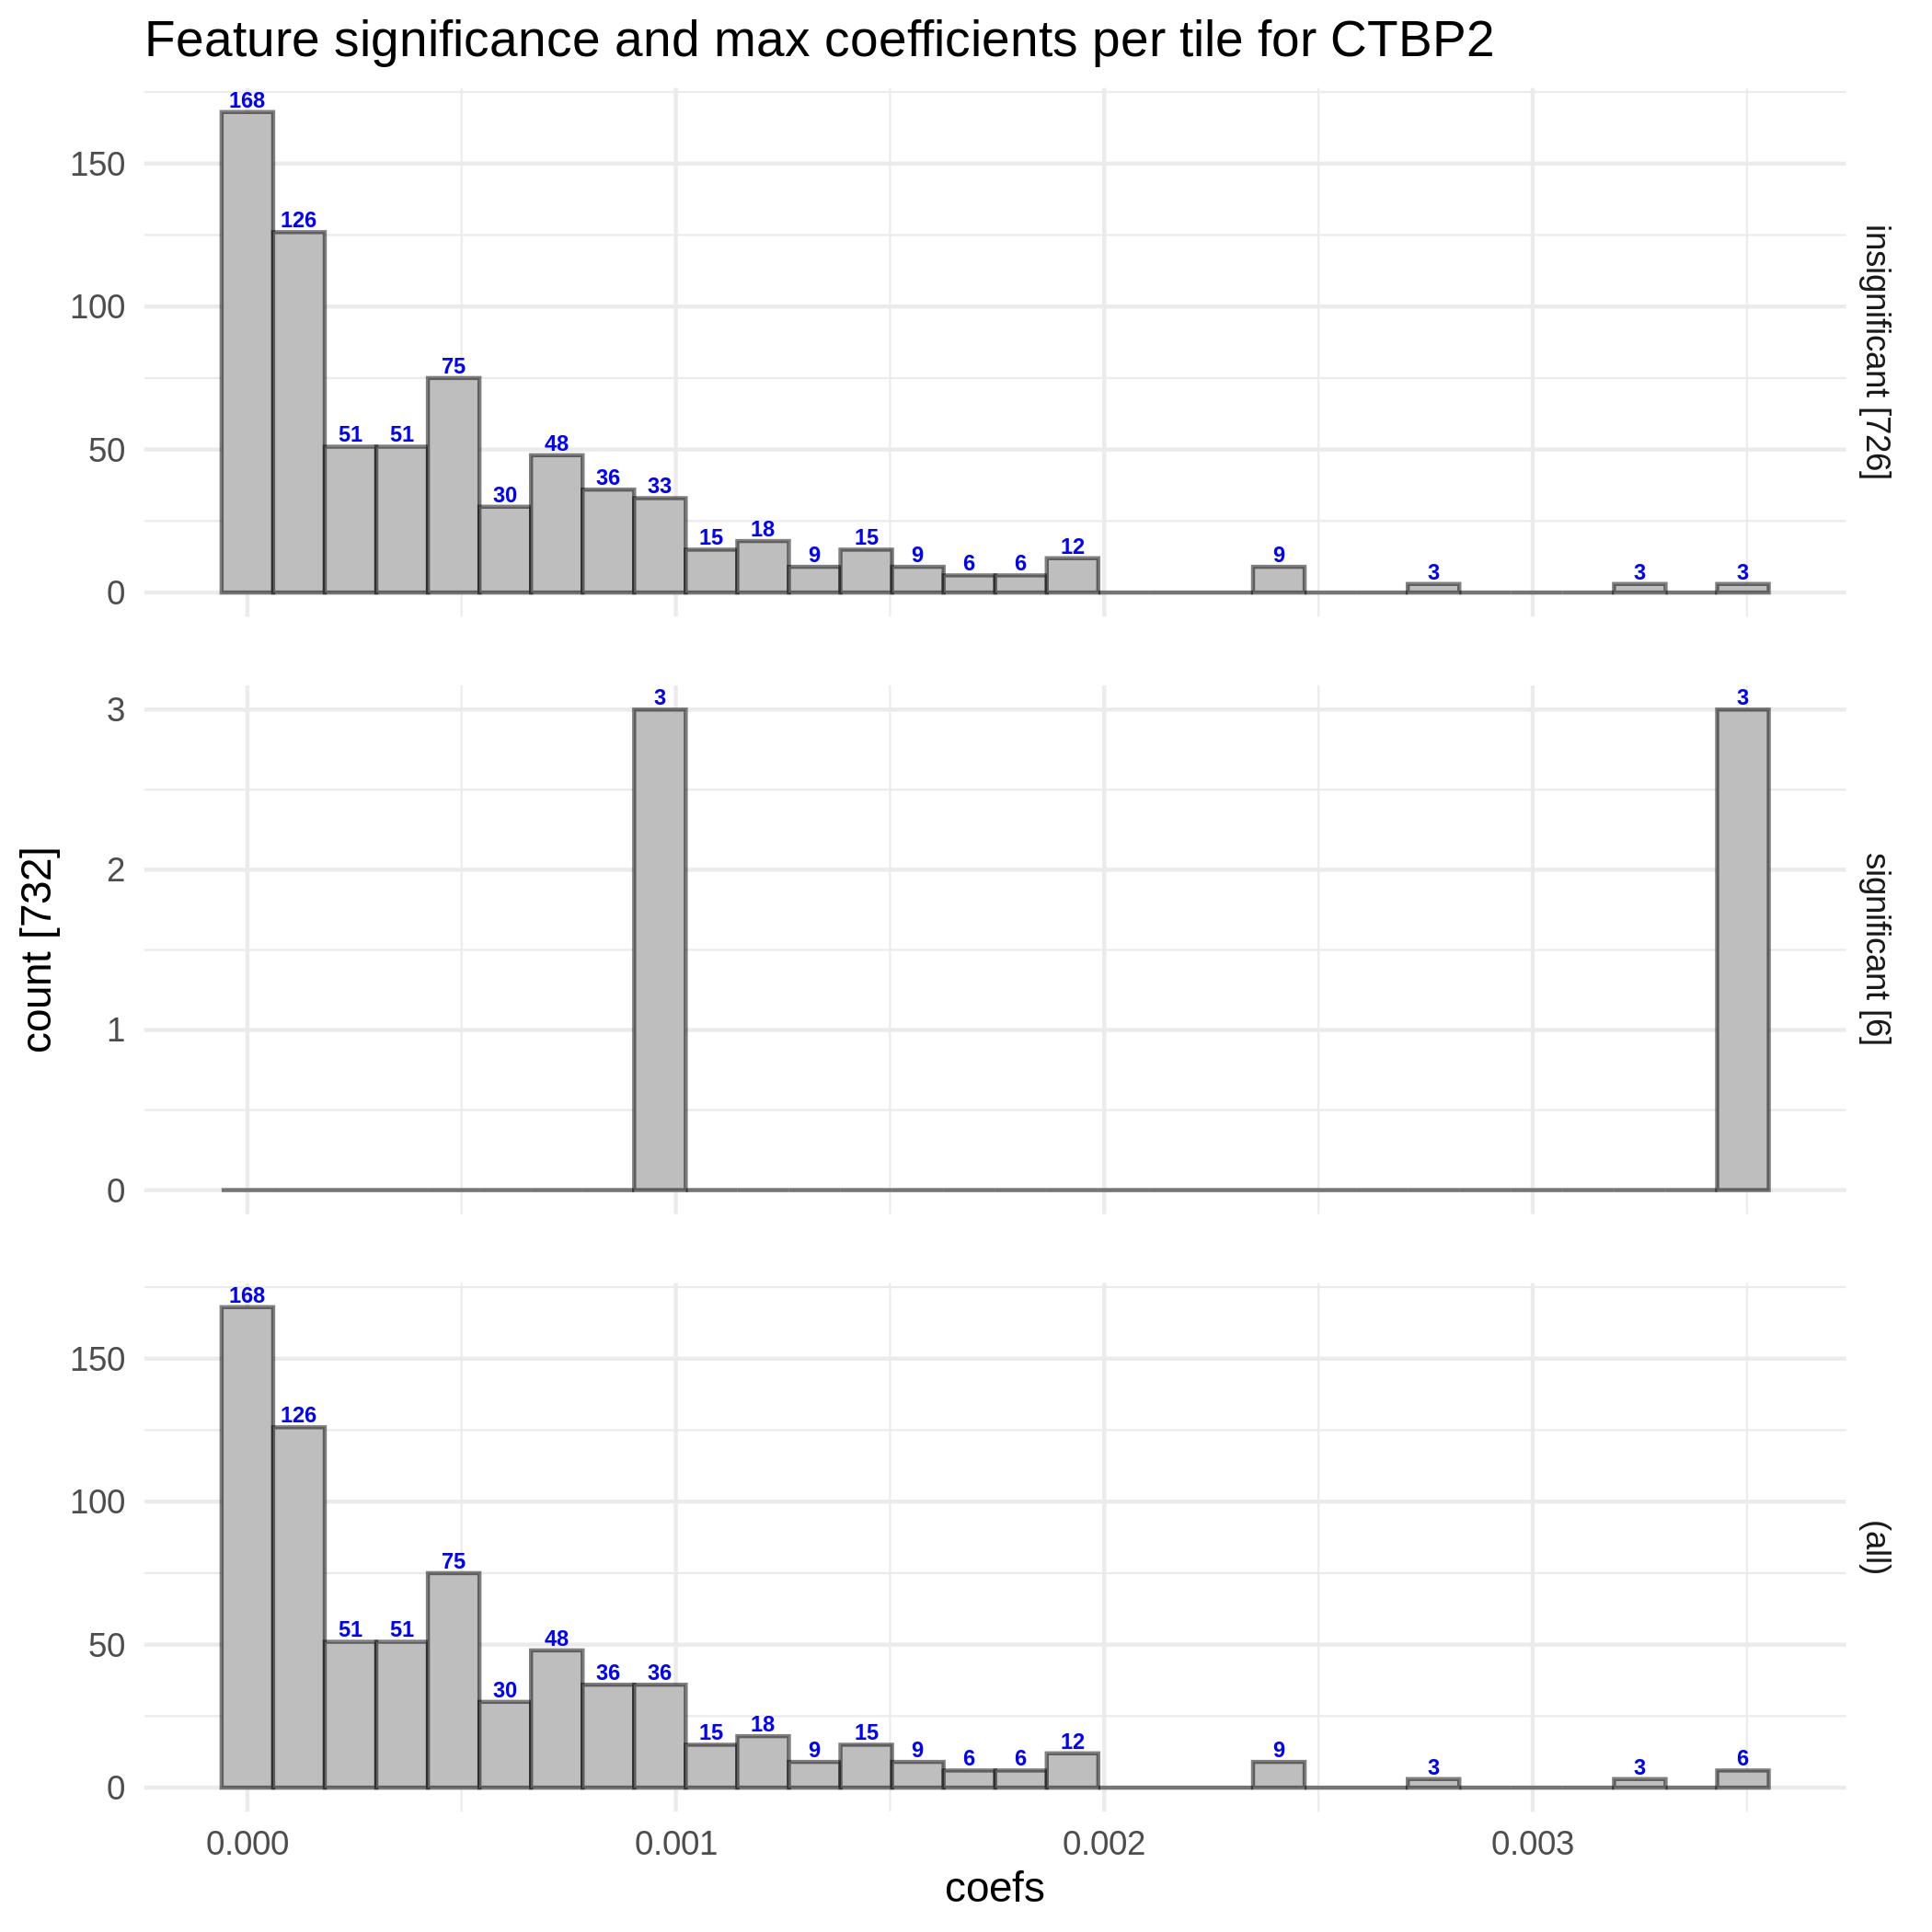 Feature significance and max coefficients per tile for CTBP2
168
126
51 51 75 30 48 36 33 15 18 9 15 9 6 6 12 9 3 3 3
150
100
50
0
insignificant [726]
3 3
3
2
1
0
significant [6]
count [732]
168
126
51 51 75 30 48 36 36 15 18 9 15 9 6 6 12 9 3 3 6
150
100
50
0
(all)
0.000 0.001 0.002 0.003
coefs